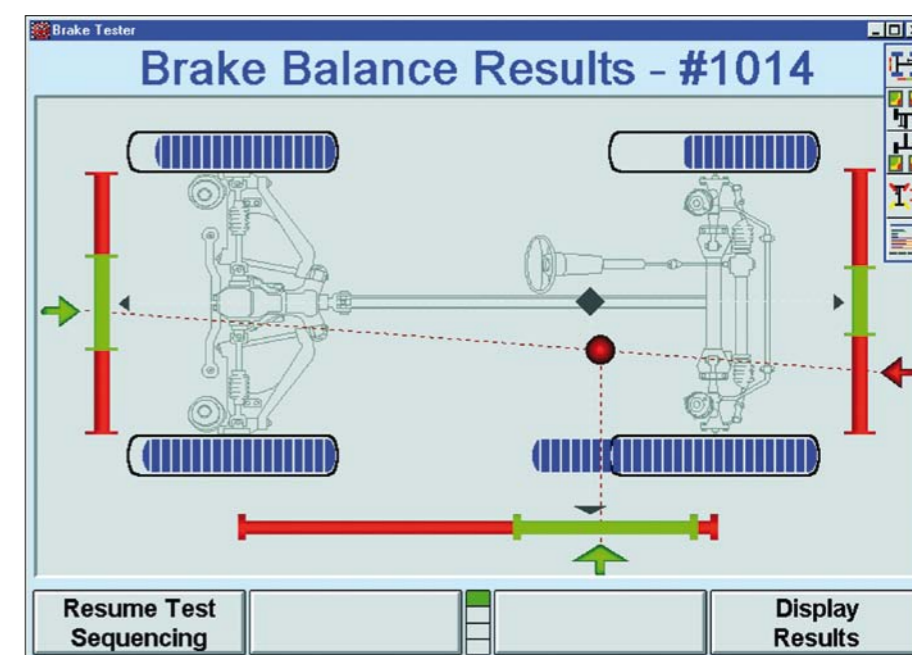 Brake Tester
Brake Balance Results - #1014
Resume Test
Sequencing
Display
Results